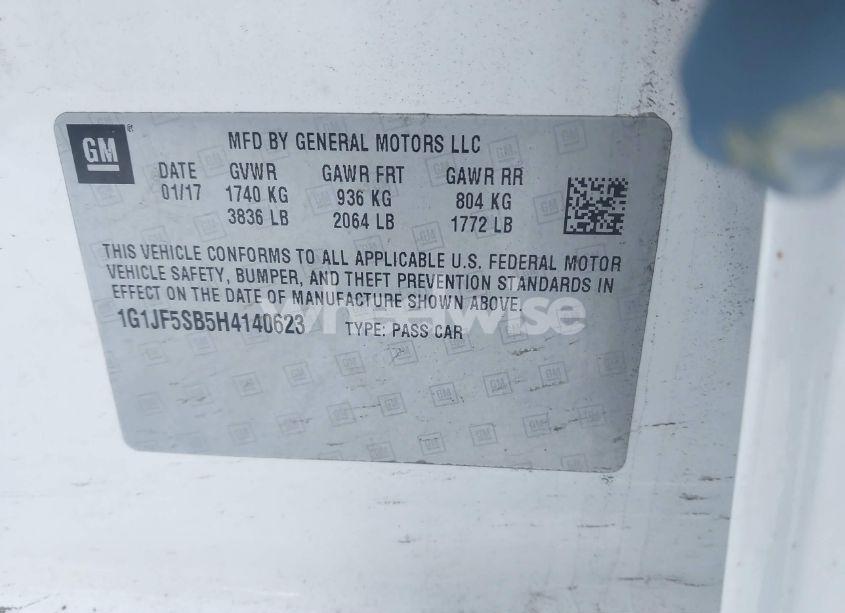 GM
MFD BY GENERAL MOTORS LLC
DATE GVWR GAWR FRT GAWR RR
01/17 1740 KG 936 KG 804 KG
3836 LB 2064 LB 1772 LB
THIS VEHICLE CONFORMS TO ALL APPLICABLE U.S. FEDERAL MOTOR
VEHICLE SAFETY, BUMPER, AND THEFT PREVENTION STANDARDS IN
EFFECT ON THE DATE OF MANUFACTURE SHOWN ABOVE.
1G1JF5SB5H4140623 TYPE: PASS CAR
wheelwise